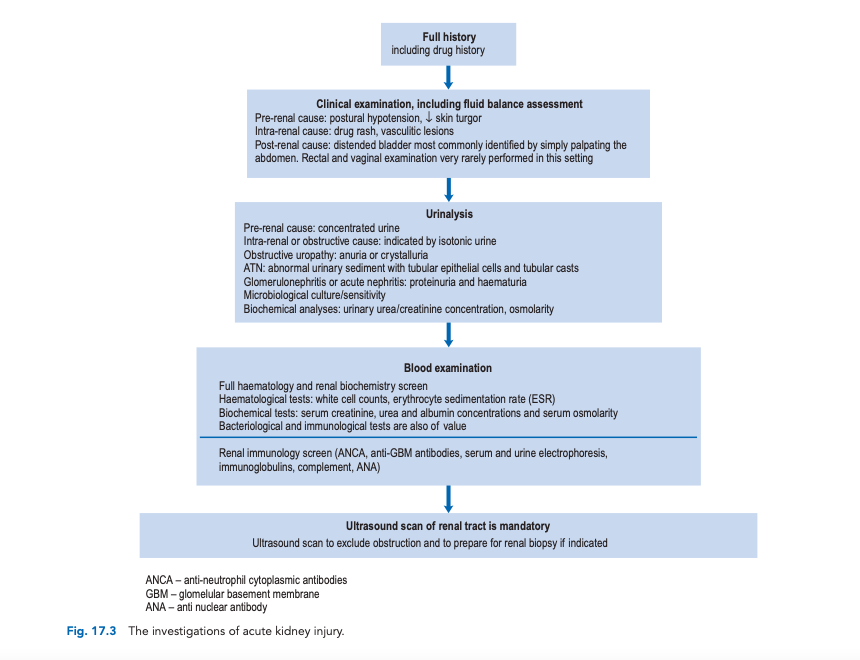 Full history
including drug history
Clinical examination, including fluid balance assessment
Pre-renal cause: postural hypotension, ↓ skin turgor
Intra-renal cause: drug rash, vasculitic lesions
Post-renal cause: distended bladder most commonly identified by simply palpating the
abdomen. Rectal and vaginal examination very rarely performed in this setting
Urinalysis
Pre-renal cause: concentrated urine
Intra-renal or obstructive cause: indicated by isotonic urine
Obstructive uropathy: anuria or crystalluria
ATN: abnormal urinary sediment with tubular epithelial cells and tubular casts
Glomerulonephritis or acute nephritis: proteinuria and haematuria
Microbiological culture/sensitivity
Biochemical analyses: urinary urea/creatinine concentration, osmolarity
Blood examination
Full haematology and renal biochemistry screen
Haematological tests: white cell counts, erythrocyte sedimentation rate (ESR)
Biochemical tests: serum creatinine, urea and albumin concentrations and serum osmolarity
Bacteriological and immunological tests are also of value
Renal immunology screen (ANCA, anti-GBM antibodies, serum and urine electrophoresis,
immunoglobulins, complement, ANA)
Ultrasound scan of renal tract is mandatory
Ultrasound scan to exclude obstruction and to prepare for renal biopsy if indicated
ANCA – anti-neutrophil cytoplasmic antibodies
GBM – glomelular basement membrane
ANA – anti nuclear antibody
Fig. 17.3 The investigations of acute kidney injury.